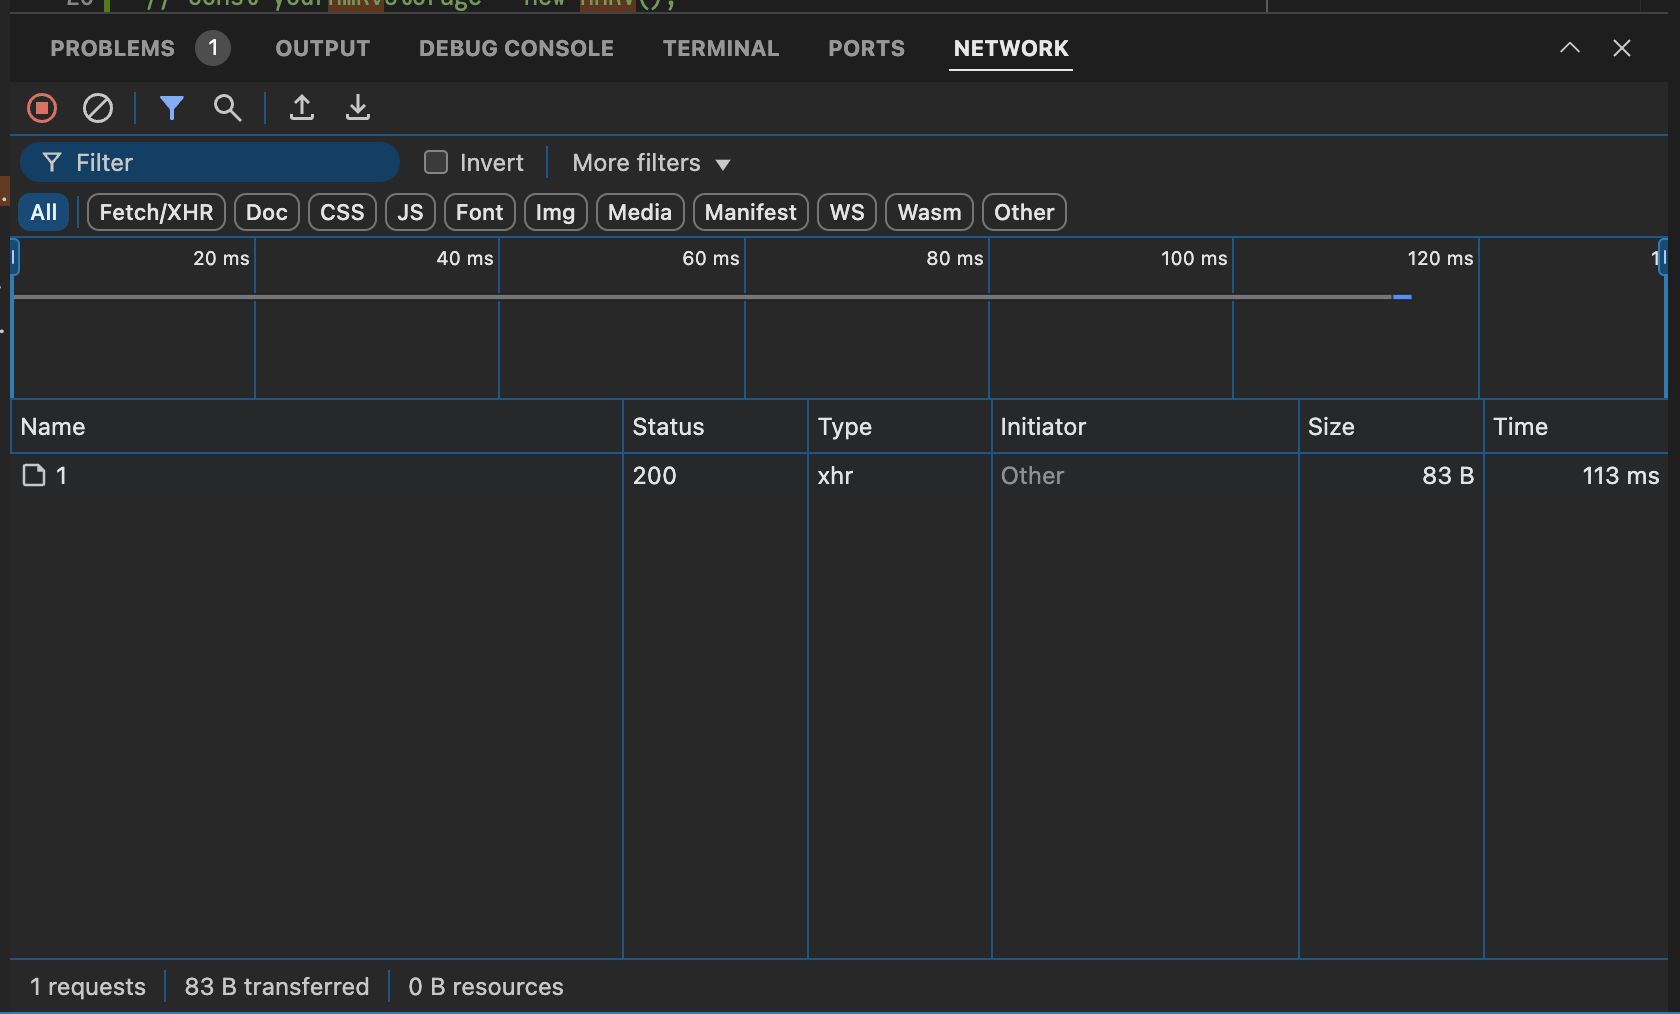 PROBLEMS 1 OUTPUT DEBUG CONSOLE TERMINAL PORTS NETWORK
Filter Invert More filters
All Fetch/XHR Doc CSS JS Font Img Media Manifest WS Wasm Other
20 ms 40 ms 60 ms 80 ms 100 ms 120 ms
Name Status Type Initiator Size Time
1 200 xhr Other 83 B 113 ms
1 requests 83 B transferred 0 B resources